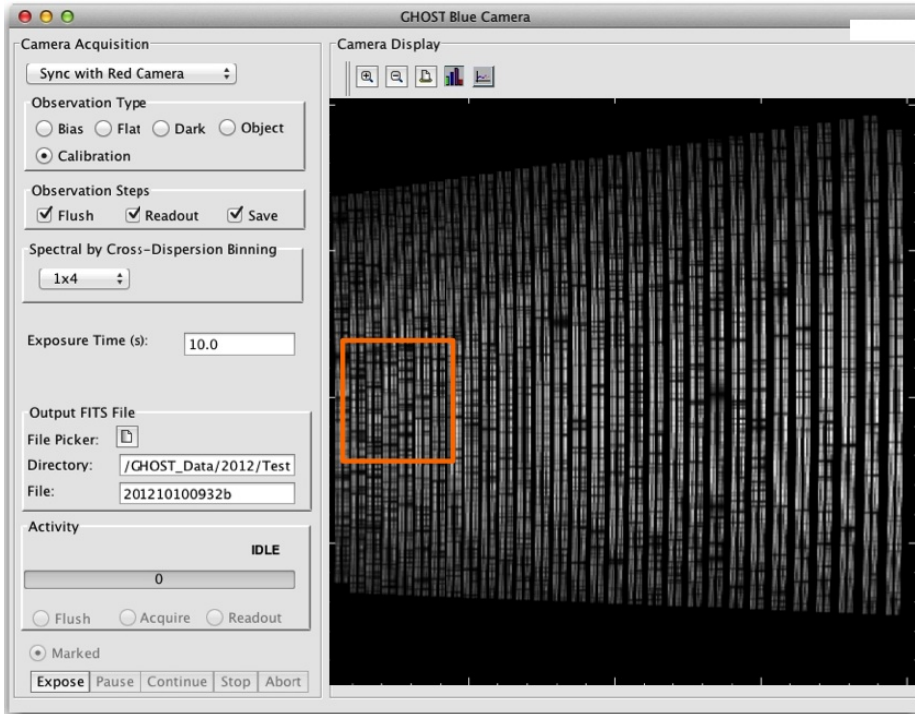 GHOST Blue Camera
Camera Acquisition
Sync with Red Camera
Observation Type
Bias Flat Dark Object
Calibration
Observation Steps
Flush Readout Save
Spectral by Cross-Dispersion Binning
1x4
Exposure Time (s): 10.0
Output FITS File
File Picker:
Directory: /GHOST_Data/2012/Test
File: 201210100932b
Activity
IDLE
0
Flush Acquire Readout
Marked
Expose Pause Continue Stop Abort
Camera Display